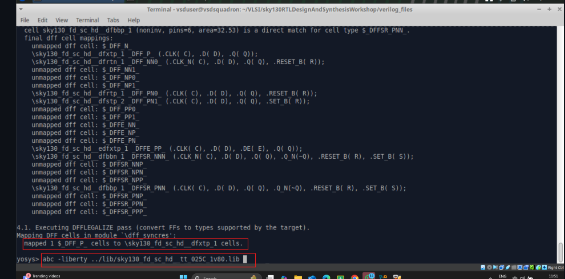 Terminal - vsduser@vsdsquadron: ~/VLSI/sky130RTLDesignAndSynthesisWorkshop/verilog_files
File Edit View Terminal Tabs Help
cell sky130_fd_sc_hd__dfbbp_1 (noninv, pins=6, area=32.53) is a direct match for cell type $_DFFSR_PNN_.
final dff cell mappings:
unmapped dff cell: $_DFF_N_
\sky130_fd_sc_hd__dfxtp_1 _DFF_P_ (.CLK( C), .D( D), .Q( Q));
\sky130_fd_sc_hd__dfrtn_1 _DFF_NN0_ (.CLK_N( C), .D( D), .Q( Q), .RESET_B( R));
unmapped dff cell: $_DFF_NN1_
unmapped dff cell: $_DFF_NP0_
unmapped dff cell: $_DFF_NP1_
\sky130_fd_sc_hd__dfrtp_1 _DFF_PN0_ (.CLK( C), .D( D), .Q( Q), .RESET_B( R));
\sky130_fd_sc_hd__dfstp_2 _DFF_PN1_ (.CLK( C), .D( D), .Q( Q), .SET_B( R));
unmapped dff cell: $_DFF_PP0_
unmapped dff cell: $_DFF_PP1_
unmapped dff cell: $_DFFE_NN_
unmapped dff cell: $_DFFE_NP_
unmapped dff cell: $_DFFE_PN_
\sky130_fd_sc_hd__edfxtp_1 _DFFE_PP_ (.CLK( C), .D( D), .DE( E), .Q( Q));
\sky130_fd_sc_hd__dfbbn_1 _DFFSR_NNN_ (.CLK_N( C), .D( D), .Q( Q), .Q_N(~Q), .RESET_B( R), .SET_B( S));
unmapped dff cell: $_DFFSR_NNP_
unmapped dff cell: $_DFFSR_NPN_
unmapped dff cell: $_DFFSR_NPP_
\sky130_fd_sc_hd__dfbbp_1 _DFFSR_PNN_ (.CLK( C), .D( D), .Q( Q), .Q_N(~Q), .RESET_B( R), .SET_B( S));
unmapped dff cell: $_DFFSR_PNP_
unmapped dff cell: $_DFFSR_PPN_
unmapped dff cell: $_DFFSR_PPP_
4.1. Executing DFFLEGALIZE pass (convert FFs to types supported by the target).
Mapping DFF cells in module `\dff_syncres':
mapped 1 $_DFF_P_ cells to \sky130_fd_sc_hd__dfxtp_1 cells.
yosys> abc -liberty ../lib/sky130_fd_sc_hd__tt_025C_1v80.lib
Trending videos
Search
ENG